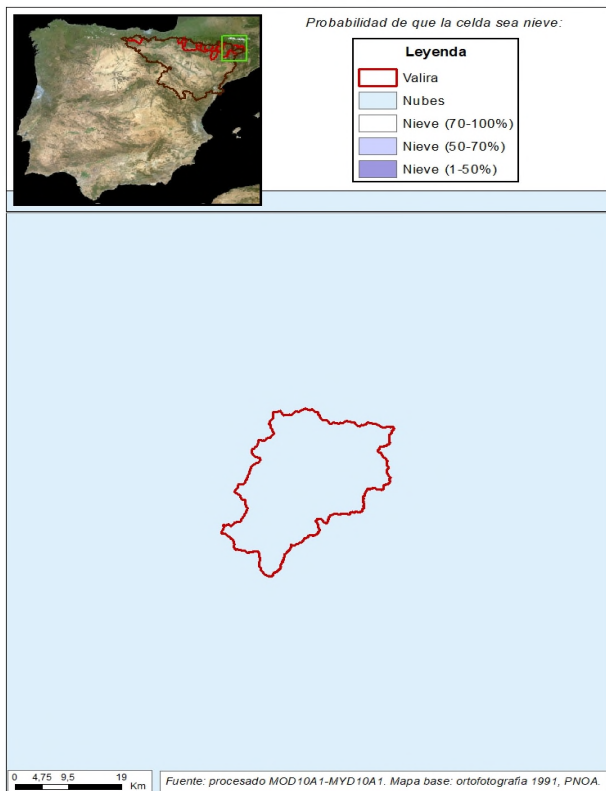 Probabilidad de que la celda sea nieve:
Leyenda
Valira
Nubes
Nieve (70-100%)
Nieve (50-70%)
Nieve (1-50%)
0 4,75 9,5 19
Km
Fuente: procesado MOD10A1-MYD10A1. Mapa base: ortofotografia 1991, PNOA.